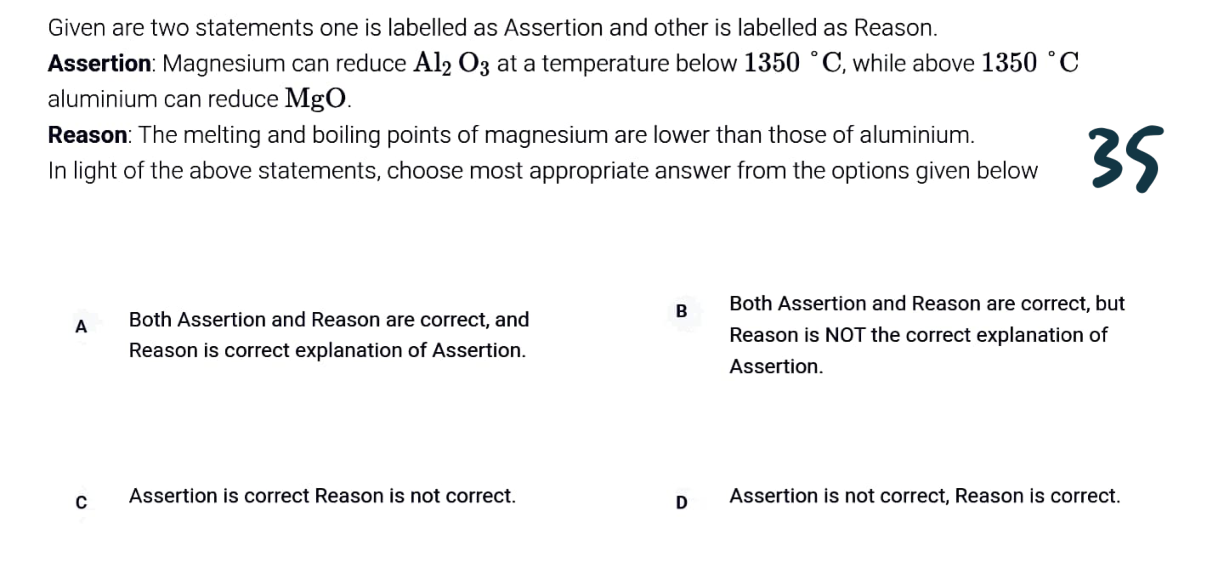 Given are two statements one is labelled as Assertion and other is labelled as Reason.
Assertion: Magnesium can reduce Al₂ O₃ at a temperature below 1350 °C, while above 1350 °C
aluminium can reduce MgO.
Reason: The melting and boiling points of magnesium are lower than those of aluminium.
In light of the above statements, choose most appropriate answer from the options given below
35
A
Both Assertion and Reason are correct, and
Reason is correct explanation of Assertion.
B
Both Assertion and Reason are correct, but
Reason is NOT the correct explanation of
Assertion.
C
Assertion is correct Reason is not correct.
D
Assertion is not correct, Reason is correct.